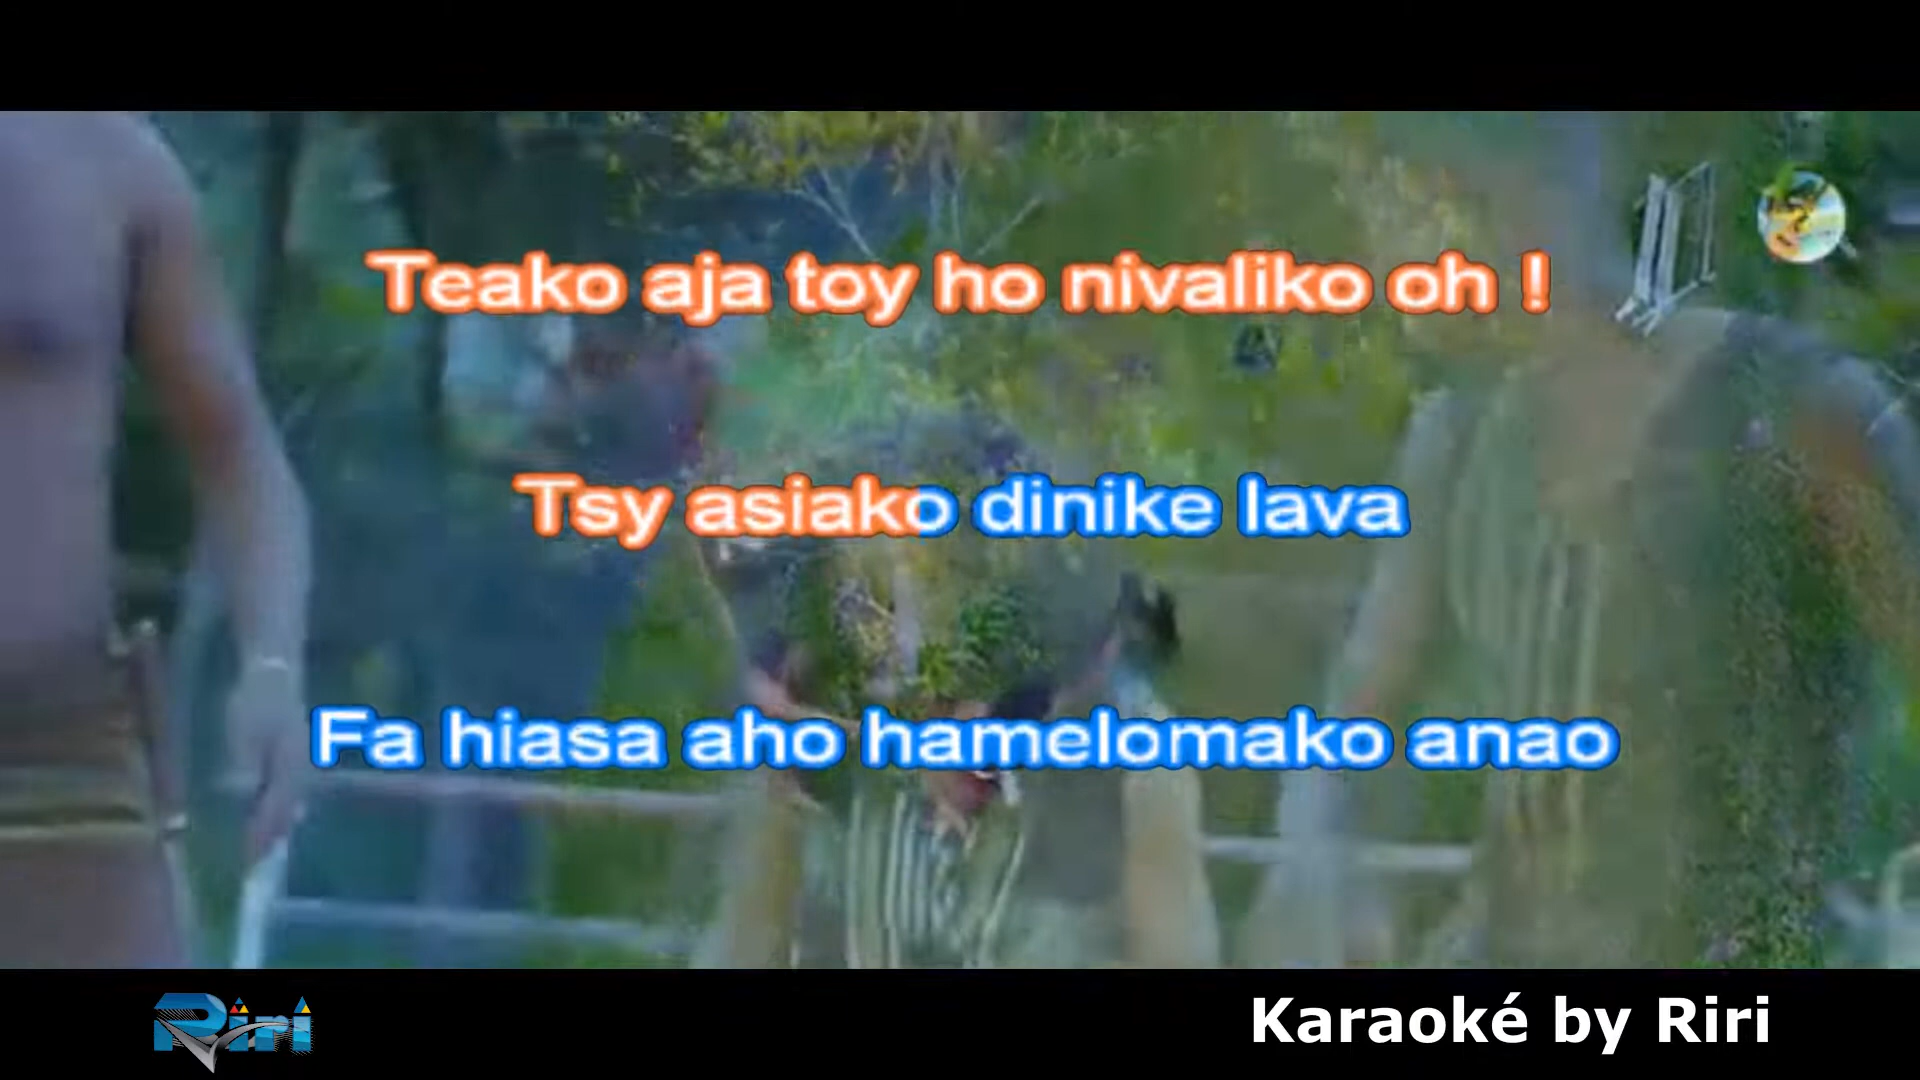 Teako aja toy ho nivaliko oh !
Tsy asiako dinike lava
Fa hiasa aho hamelomako anao
Riri
Karaoké by Riri